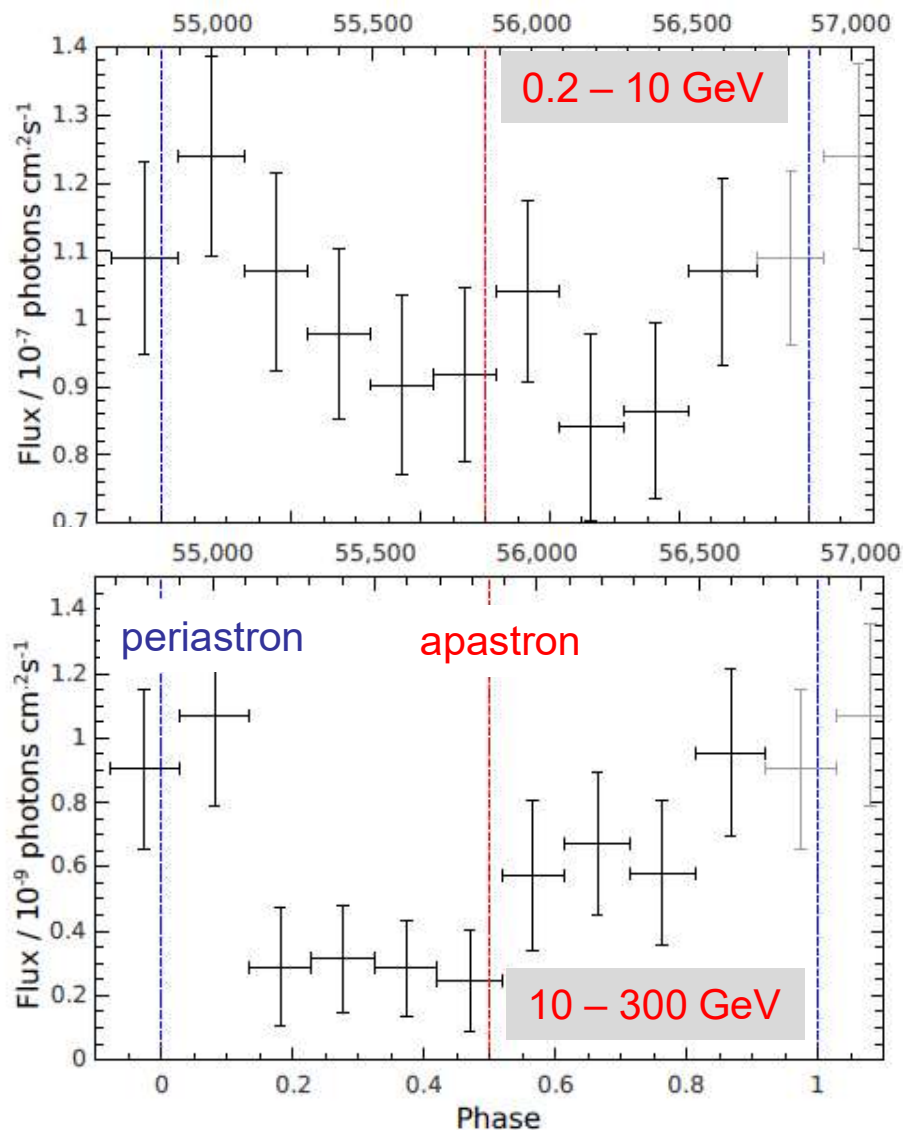 55,000 55,500 56,000 56,500 57,000
0.2 – 10 GeV
1.4
1.3
1.2
1.1
1
0.9
0.8
0.7
Flux / 10⁻⁷ photons cm⁻²s⁻¹
55,000 55,500 56,000 56,500 57,000
periastron apastron
1.4
1.2
1
0.8
0.6
0.4
0.2
0
Flux / 10⁻⁹ photons cm⁻²s⁻¹
10 – 300 GeV
0 0.2 0.4 0.6 0.8 1
Phase